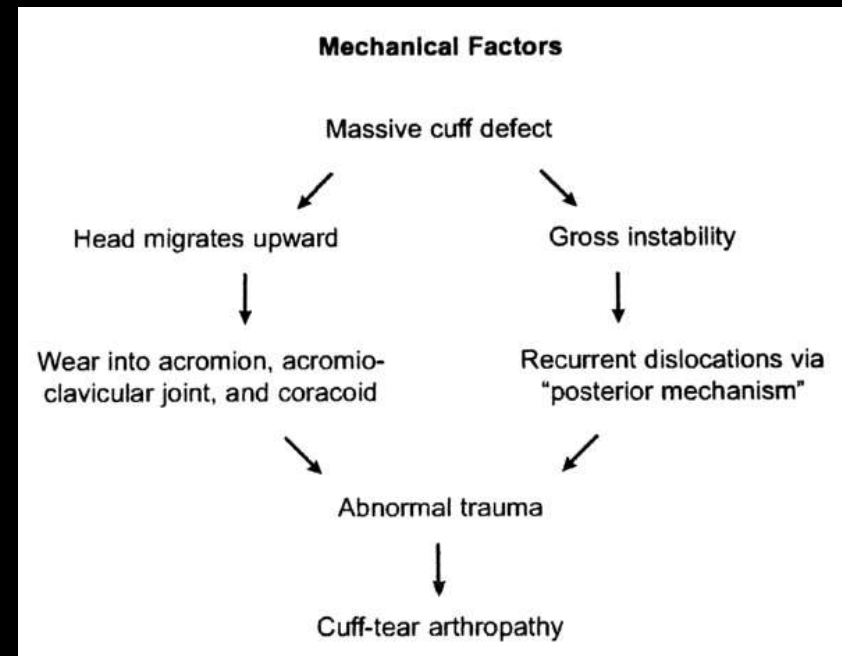 Mechanical Factors
Massive cuff defect
Head migrates upward
Gross instability
Wear into acromion, acromio-
clavicular joint, and coracoid
Recurrent dislocations via
“posterior mechanism”
Abnormal trauma
Cuff-tear arthropathy